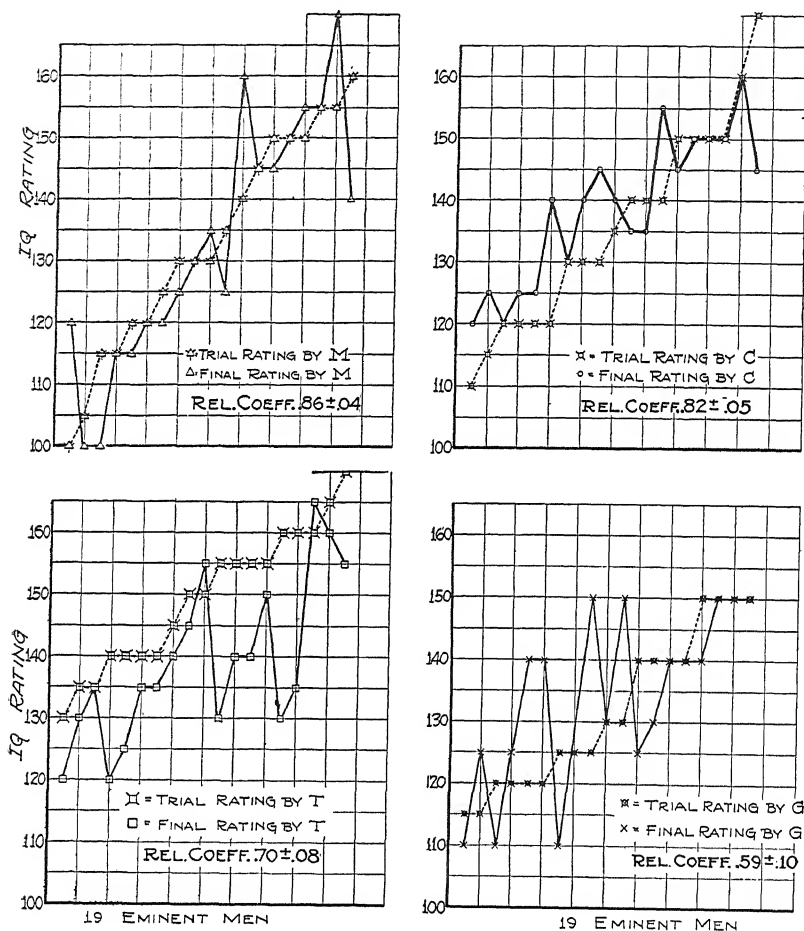 160
150
140
130
120
110
100
IQ RATING
TRIAL RATING BY M
FINAL RATING BY M
REL. COEFF. .86±.04
160
150
140
130
120
110
100
= TRIAL RATING BY C
= FINAL RATING BY C
REL. COEFF. .82±.05
160
150
140
130
120
110
100
IQ RATING
= TRIAL RATING BY T
= FINAL RATING BY T
REL. COEFF. .70±.08
19 EMINENT MEN
160
150
140
130
120
110
100
= TRIAL RATING BY G
= FINAL RATING BY G
REL. COEFF. .59±.10
19 EMINENT MEN